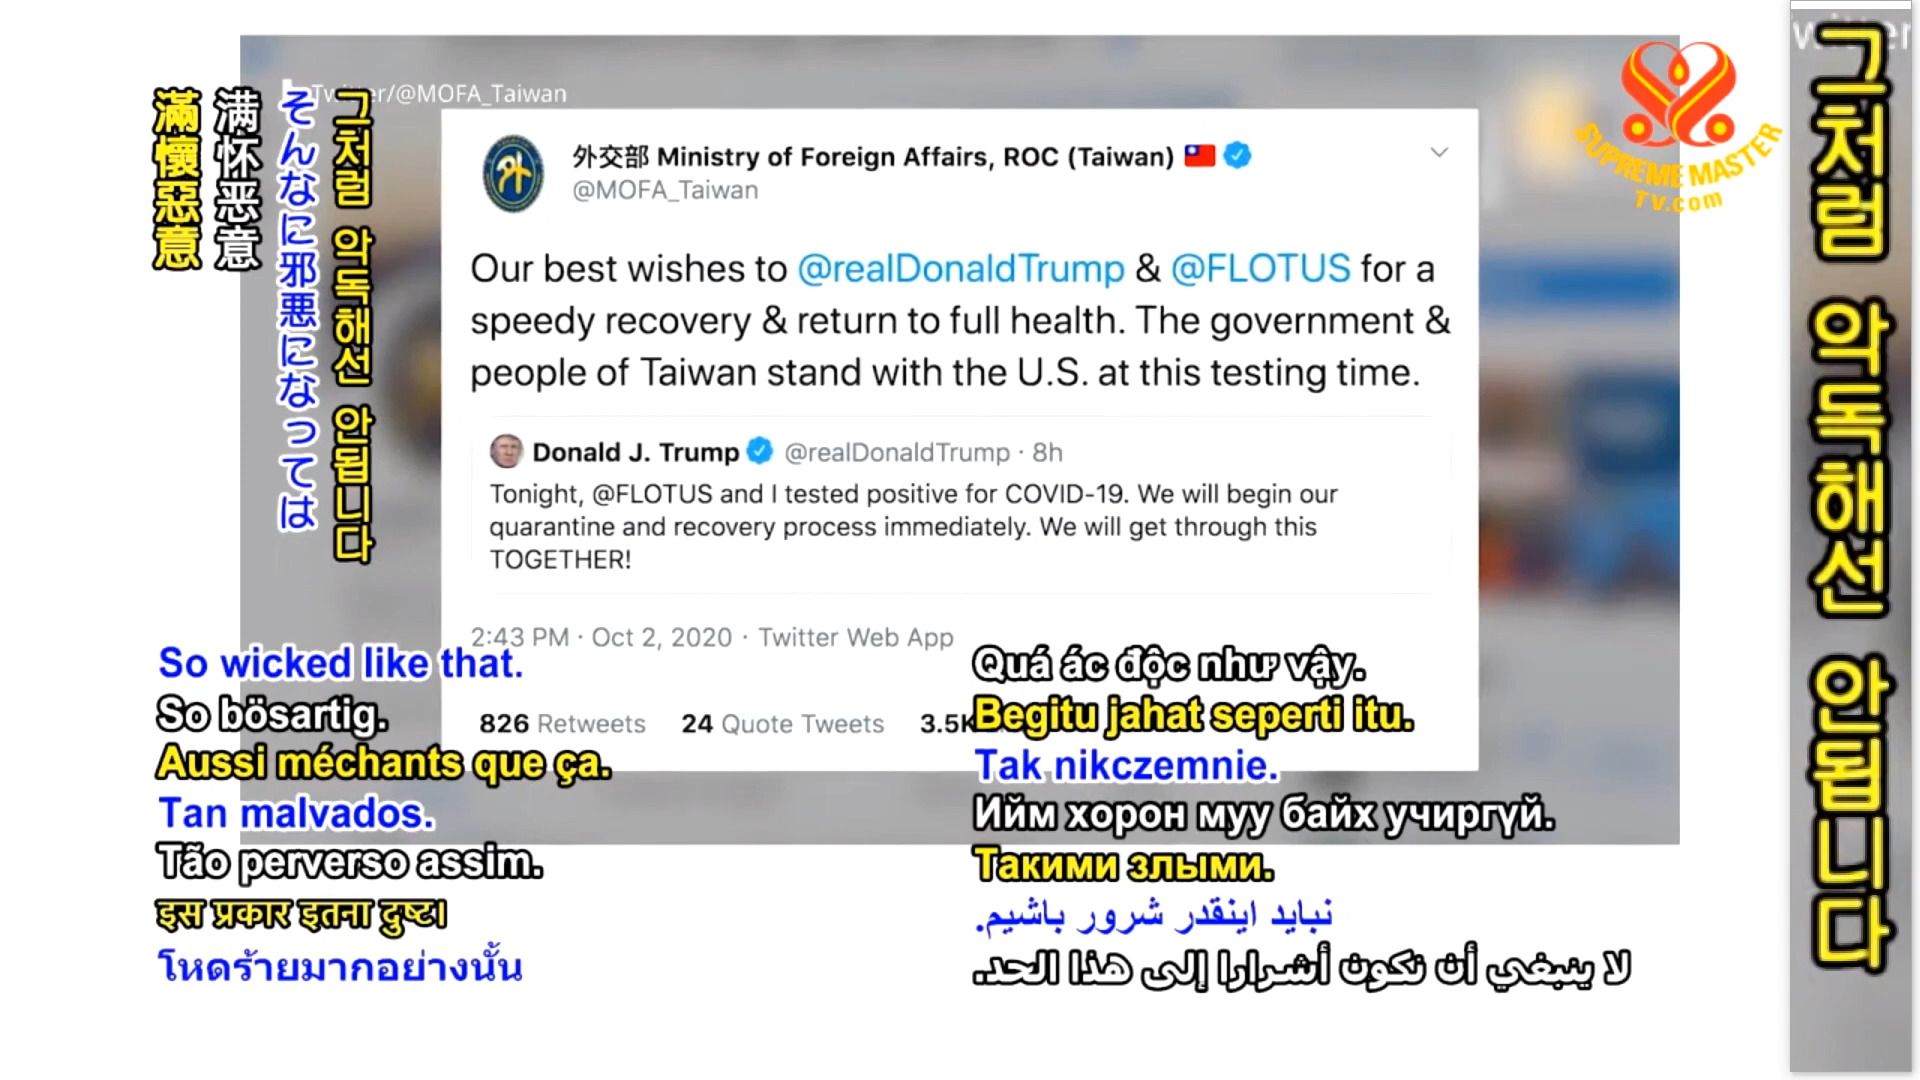 Twitter/@MOFA_Taiwan
外交部 Ministry of Foreign Affairs, ROC (Taiwan)
@MOFA_Taiwan
Our best wishes to @realDonaldTrump & @FLOTUS for a
speedy recovery & return to full health. The government &
people of Taiwan stand with the U.S. at this testing time.
Donald J. Trump @realDonaldTrump · 8h
Tonight, @FLOTUS and I tested positive for COVID-19. We will begin our
quarantine and recovery process immediately. We will get through this
TOGETHER!
2:43 PM · Oct 2, 2020 · Twitter Web App
826 Retweets 24 Quote Tweets 3.5K
滿懷惡意
满怀恶意
そんなに邪悪になっては
그처럼 악독해선 안됩니다
So wicked like that.
So bösartig.
Aussi méchants que ça.
Tan malvados.
Tão perverso assim.
इस प्रकार इतना दुष्ट।
โหดร้ายมากอย่างนั้น
Quá ác độc như vậy.
Begitu jahat seperti itu.
Tak nikczemnie.
Ийм хорон муу байх учиргүй.
Такими злыми.
نباید اینقدر شرور باشیم.
لا ينبغي أن نكون أشرارا إلى هذا الحد.
SUPREME MASTER
TV.com
그처럼 악독해선 안됩니다